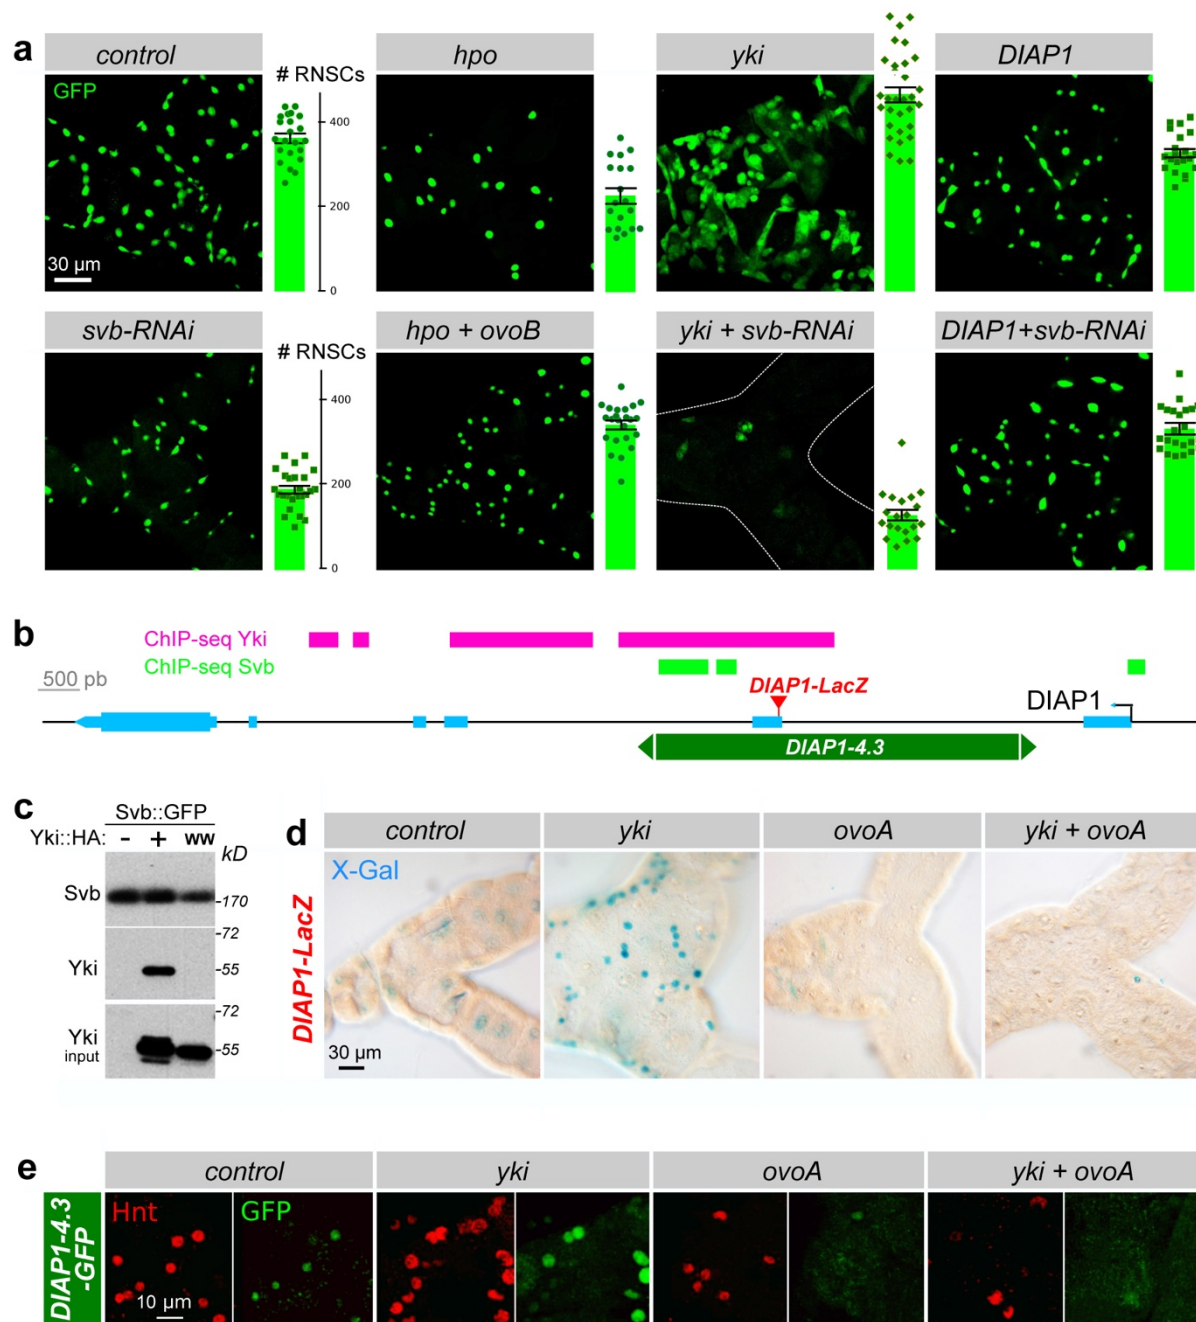 a
control
hpo
yki
DIAP1
GFP
30 µm
# RNSCs
400
200
0
svb-RNAi
hpo + ovoB
yki + svb-RNAi
DIAP1+svb-RNAi
# RNSCs
400
200
0
b
ChIP-seq Yki
ChIP-seq Svb
500 pb
DIAP1-LacZ
DIAP1
DIAP1-4.3
c
Svb::GFP
Yki::HA: - + ww
kD
Svb
-170
-72
Yki
-55
-72
Yki
input
-55
d
control
yki
ovoA
yki + ovoA
DIAP1-LacZ
X-Gal
30 µm
e
control
yki
ovoA
yki + ovoA
DIAP1-4.3
-GFP
Hnt
GFP
10 µm